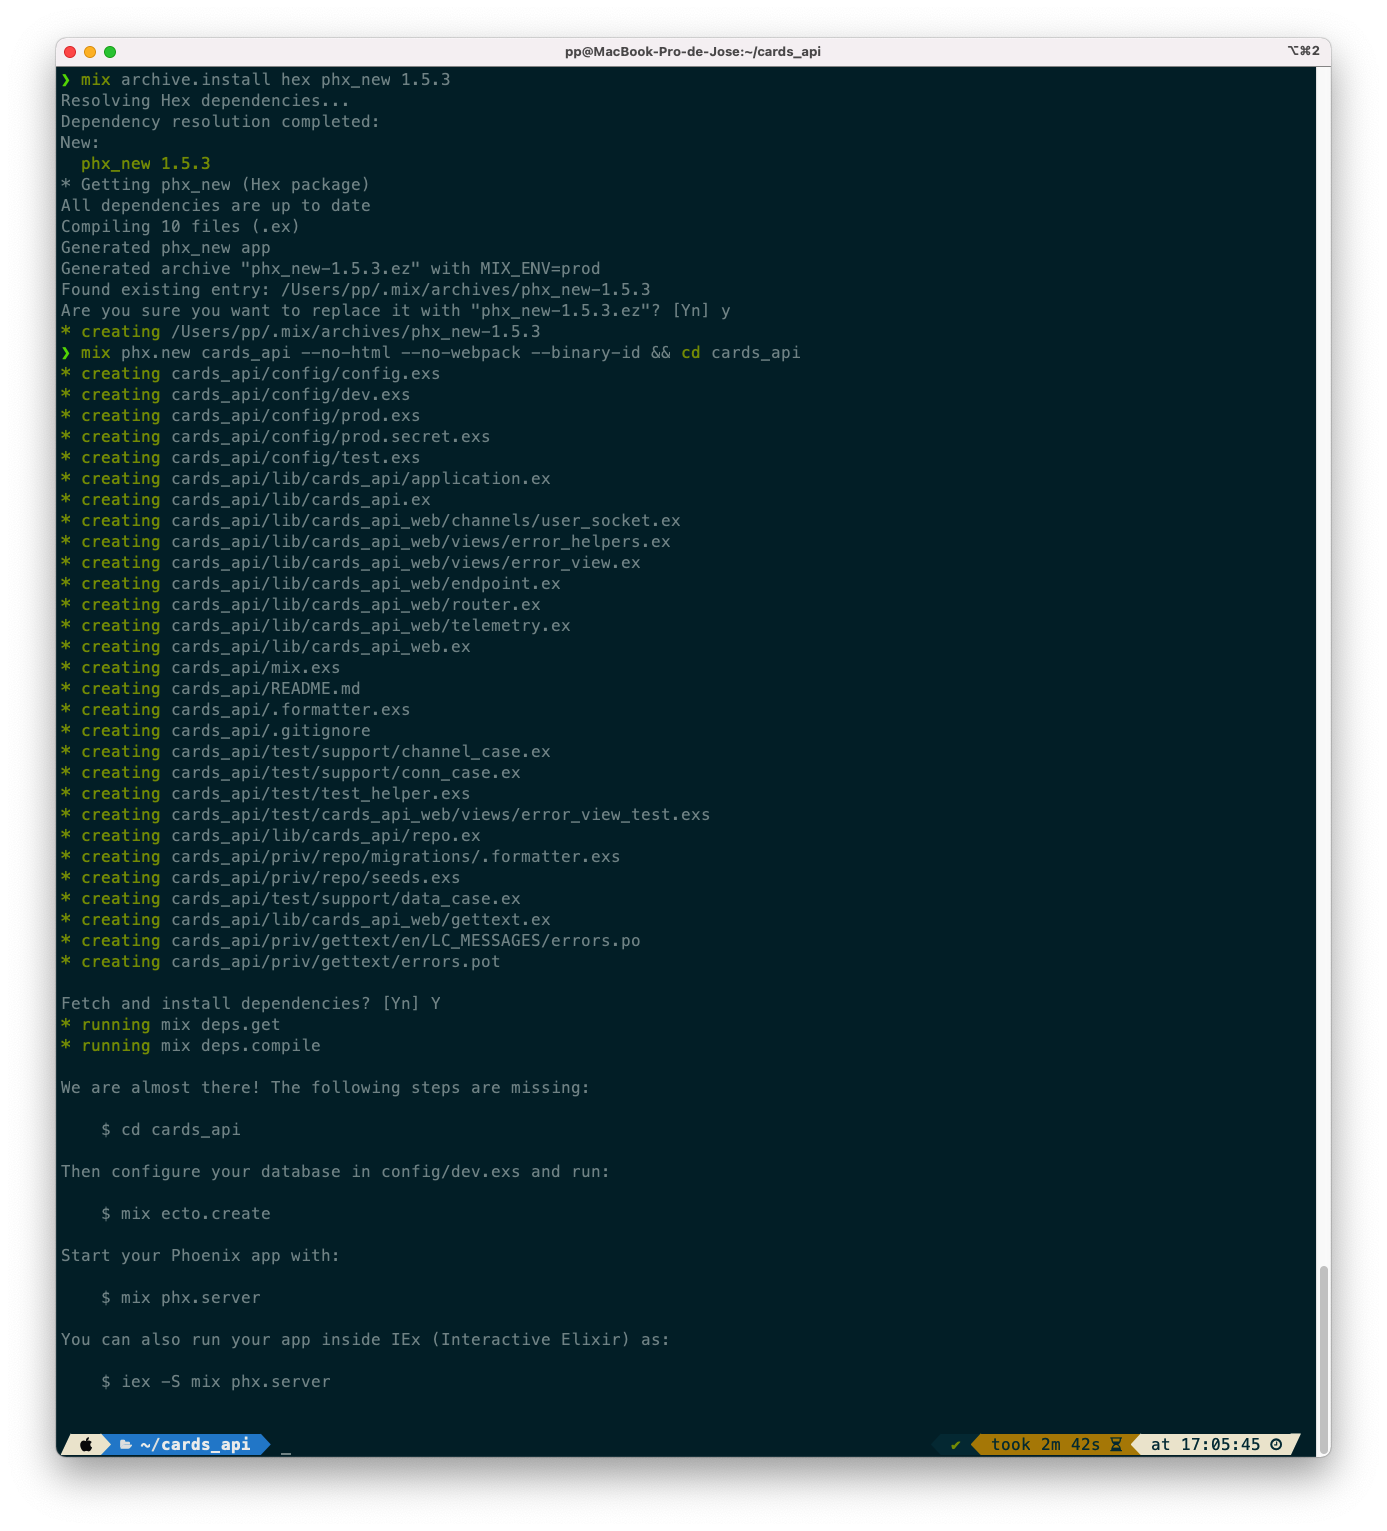 pp@MacBook-Pro-de-Jose:~/cards_api ⌥⌘2
❯ mix archive.install hex phx_new 1.5.3
Resolving Hex dependencies...
Dependency resolution completed:
New:
  phx_new 1.5.3
* Getting phx_new (Hex package)
All dependencies are up to date
Compiling 10 files (.ex)
Generated phx_new app
Generated archive "phx_new-1.5.3.ez" with MIX_ENV=prod
Found existing entry: /Users/pp/.mix/archives/phx_new-1.5.3
Are you sure you want to replace it with "phx_new-1.5.3.ez"? [Yn] y
* creating /Users/pp/.mix/archives/phx_new-1.5.3
❯ mix phx.new cards_api --no-html --no-webpack --binary-id && cd cards_api
* creating cards_api/config/config.exs
* creating cards_api/config/dev.exs
* creating cards_api/config/prod.exs
* creating cards_api/config/prod.secret.exs
* creating cards_api/config/test.exs
* creating cards_api/lib/cards_api/application.ex
* creating cards_api/lib/cards_api.ex
* creating cards_api/lib/cards_api_web/channels/user_socket.ex
* creating cards_api/lib/cards_api_web/views/error_helpers.ex
* creating cards_api/lib/cards_api_web/views/error_view.ex
* creating cards_api/lib/cards_api_web/endpoint.ex
* creating cards_api/lib/cards_api_web/router.ex
* creating cards_api/lib/cards_api_web/telemetry.ex
* creating cards_api/lib/cards_api_web.ex
* creating cards_api/mix.exs
* creating cards_api/README.md
* creating cards_api/.formatter.exs
* creating cards_api/.gitignore
* creating cards_api/test/support/channel_case.ex
* creating cards_api/test/support/conn_case.ex
* creating cards_api/test/test_helper.exs
* creating cards_api/test/cards_api_web/views/error_view_test.exs
* creating cards_api/lib/cards_api/repo.ex
* creating cards_api/priv/repo/migrations/.formatter.exs
* creating cards_api/priv/repo/seeds.exs
* creating cards_api/test/support/data_case.ex
* creating cards_api/lib/cards_api_web/gettext.ex
* creating cards_api/priv/gettext/en/LC_MESSAGES/errors.po
* creating cards_api/priv/gettext/errors.pot
Fetch and install dependencies? [Yn] Y
* running mix deps.get
* running mix deps.compile
We are almost there! The following steps are missing:
    $ cd cards_api
Then configure your database in config/dev.exs and run:
    $ mix ecto.create
Start your Phoenix app with:
    $ mix phx.server
You can also run your app inside IEx (Interactive Elixir) as:
    $ iex -S mix phx.server
~/cards_api _ ✔ took 2m 42s at 17:05:45